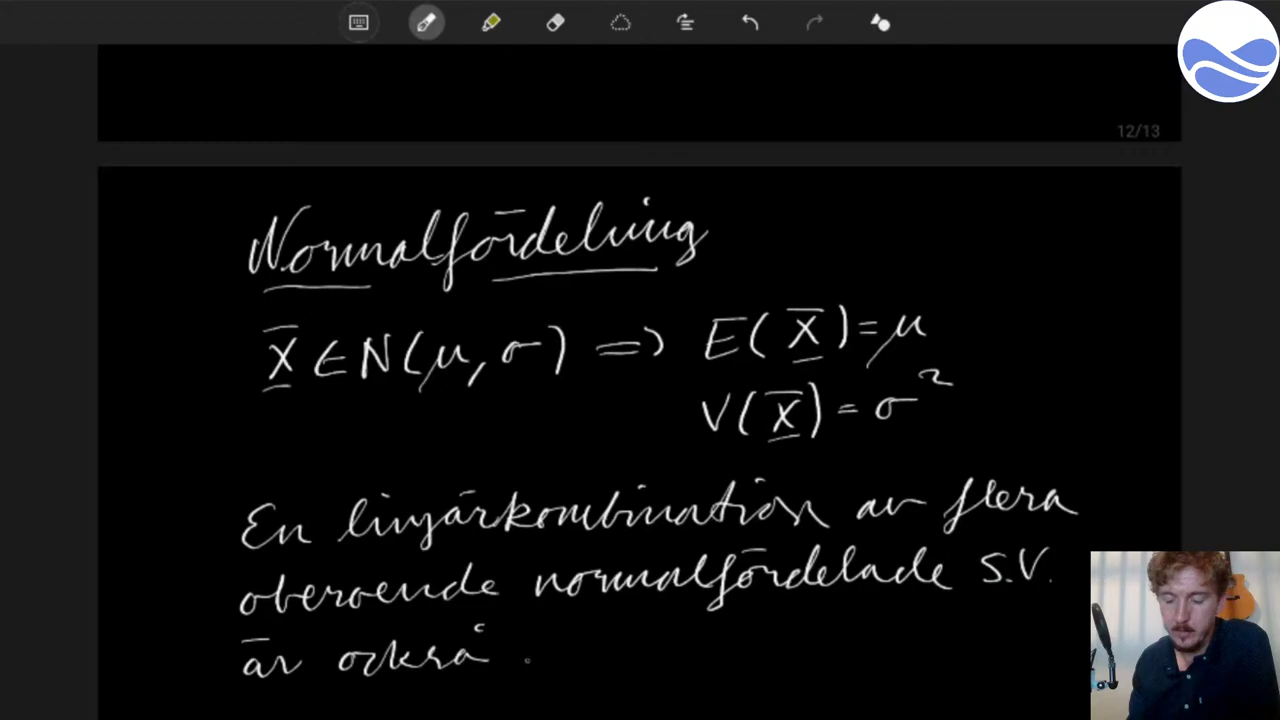 12/13
Normalfördelning
X ∈ N(μ, σ) => E(X) = μ
V(X) = σ²
En linjärkombination av flera
oberoende normalfördelade S.V.
är också